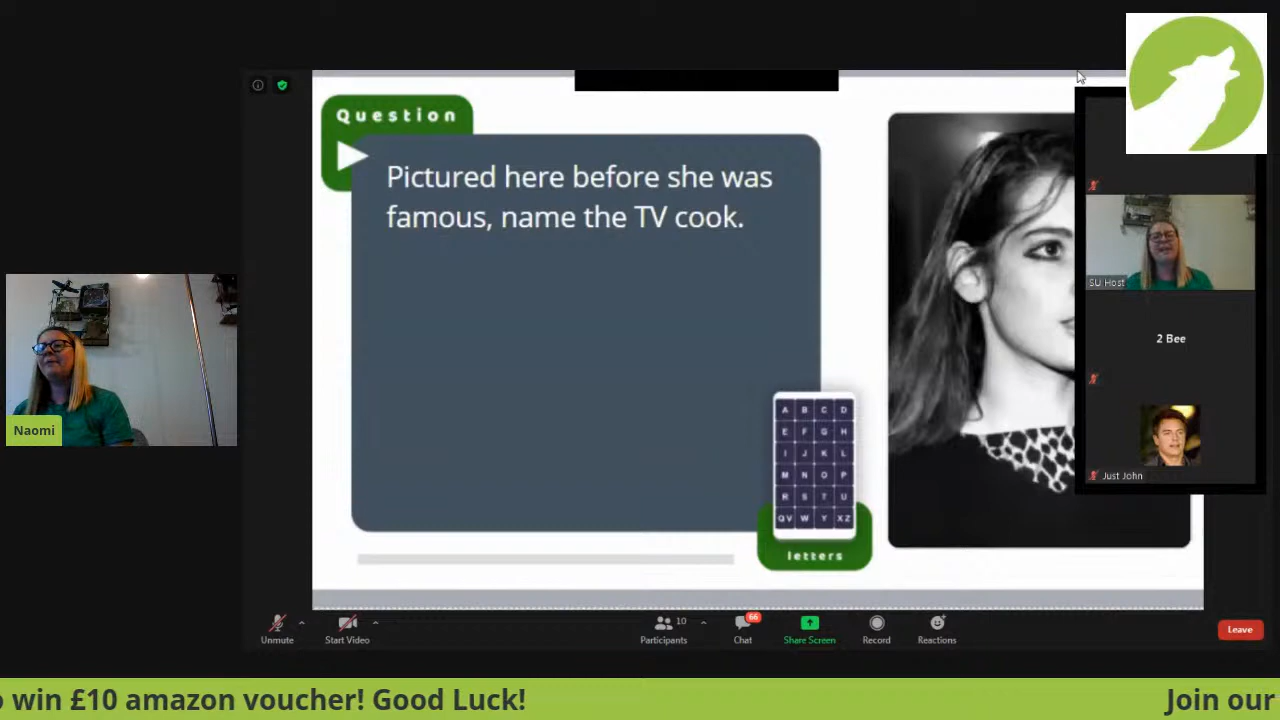 Question
Pictured here before she was
famous, name the TV cook.
A B C D
E F G H
I J K L
M N O P
R S T U
QV W Y XZ
letters
SU Host
2 Bee
Just John
Naomi
Unmute
Start Video
Participants
10
Chat
66
Share Screen
Record
Reactions
Leave
o win £10 amazon voucher! Good Luck!
Join our